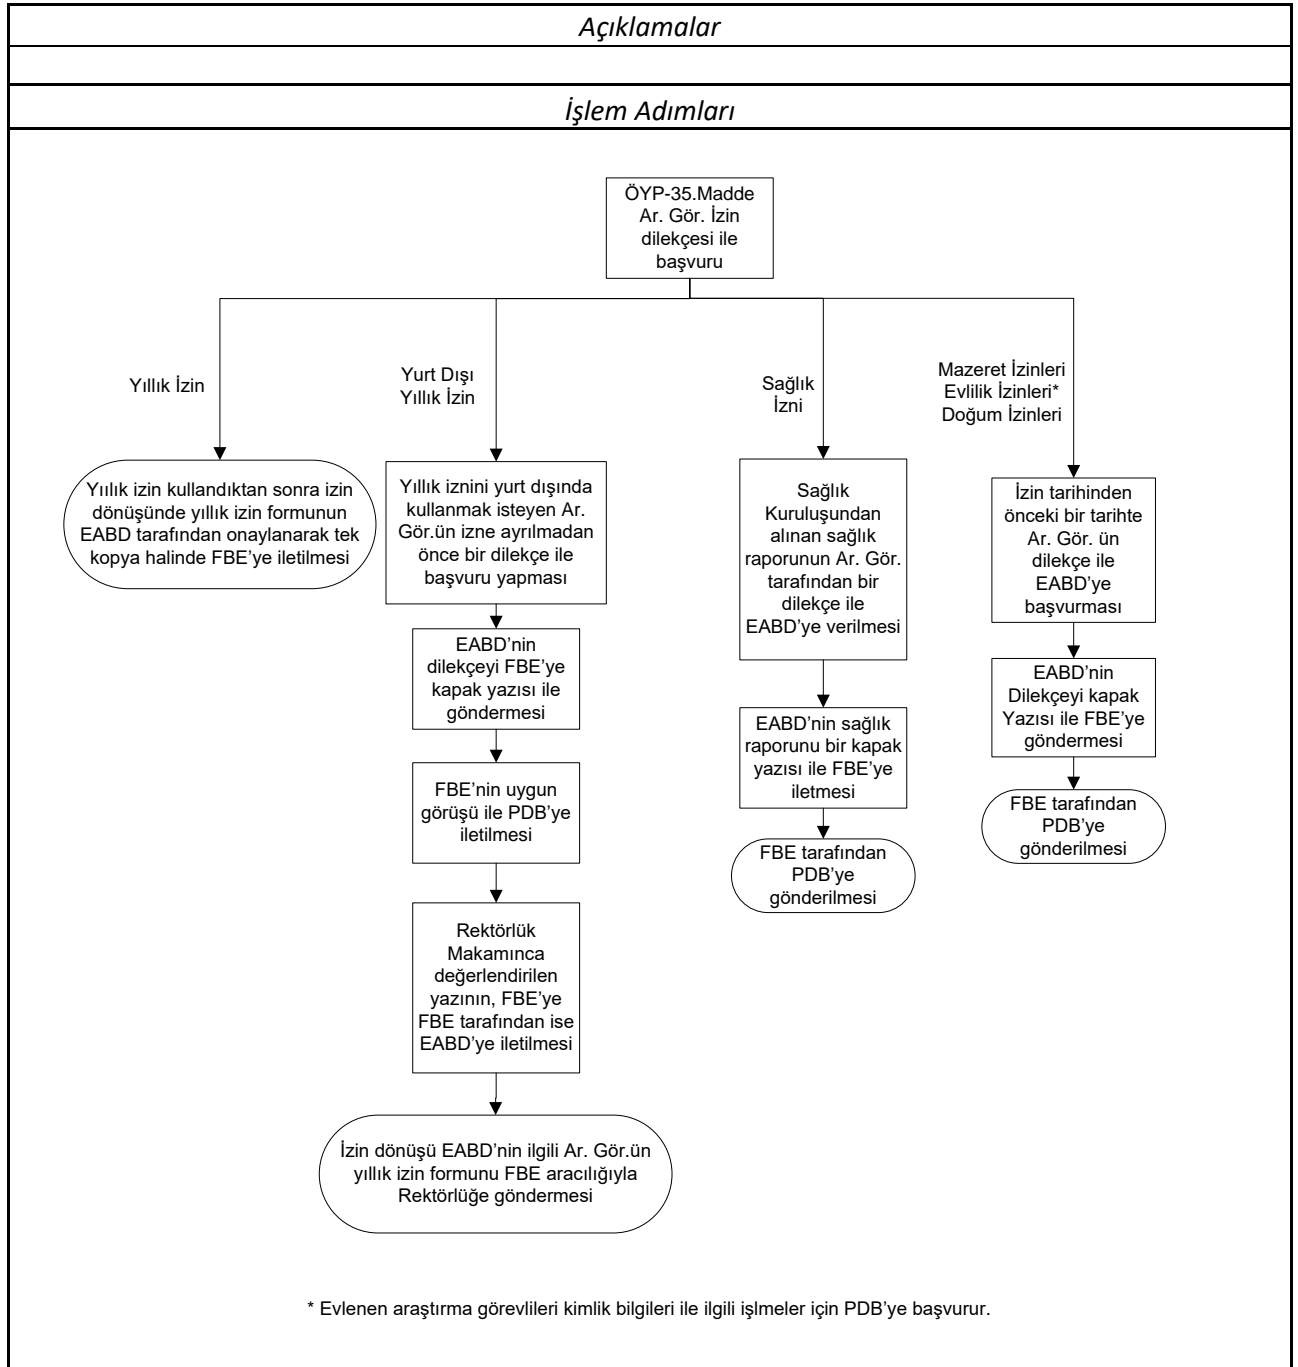 Açıklamalar
İşlem Adımları
ÖYP-35.Madde
Ar. Gör. İzin
dilekçesi ile
başvuru
Yıllık İzin
Yıılık izin kullandıktan sonra izin
dönüşünde yıllık izin formunun
EABD tarafından onaylanarak tek
kopya halinde FBE’ye iletilmesi
Yurt Dışı
Yıllık İzin
Yıllık iznini yurt dışında
kullanmak isteyen Ar.
Gör.ün izne ayrılmadan
önce bir dilekçe ile
başvuru yapması
EABD’nin
dilekçeyi FBE’ye
kapak yazısı ile
göndermesi
FBE’nin uygun
görüşü ile PDB’ye
iletilmesi
Rektörlük
Makamınca
değerlendirilen
yazının, FBE’ye
FBE tarafından ise
EABD’ye iletilmesi
İzin dönüşü EABD’nin ilgili Ar. Gör.ün
yıllık izin formunu FBE aracılığıyla
Rektörlüğe göndermesi
Sağlık
İzni
Sağlık
Kuruluşundan
alınan sağlık
raporunun Ar. Gör.
tarafından bir
dilekçe ile
EABD’ye verilmesi
EABD’nin sağlık
raporunu bir kapak
yazısı ile FBE’ye
iletmesi
FBE tarafından
PDB’ye
gönderilmesi
Mazeret İzinleri
Evlilik İzinleri*
Doğum İzinleri
İzin tarihinden
önceki bir tarihte
Ar. Gör. ün
dilekçe ile
EABD’ye
başvurması
EABD’nin
Dilekçeyi kapak
Yazısı ile FBE’ye
göndermesi
FBE tarafından
PDB’ye
gönderilmesi
* Evlenen araştırma görevlileri kimlik bilgileri ile ilgili işlmeler için PDB’ye başvurur.